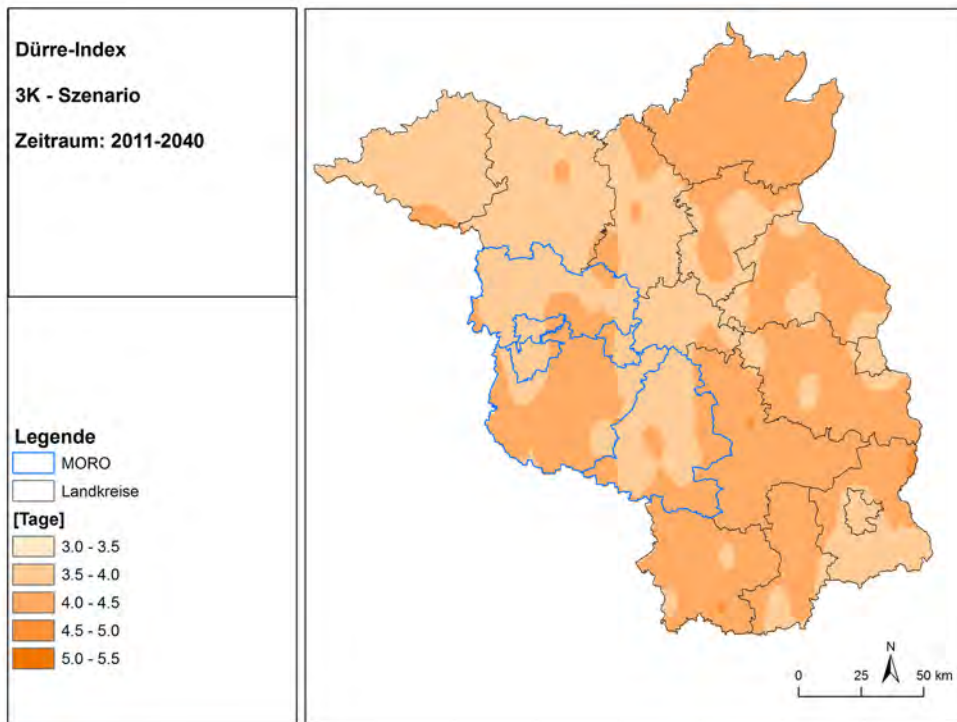 Dürre-Index
3K - Szenario
Zeitraum: 2011-2040
Legende
MORO
Landkreise
[Tage]
3.0 - 3.5
3.5 - 4.0
4.0 - 4.5
4.5 - 5.0
5.0 - 5.5
N
0 25 50 km